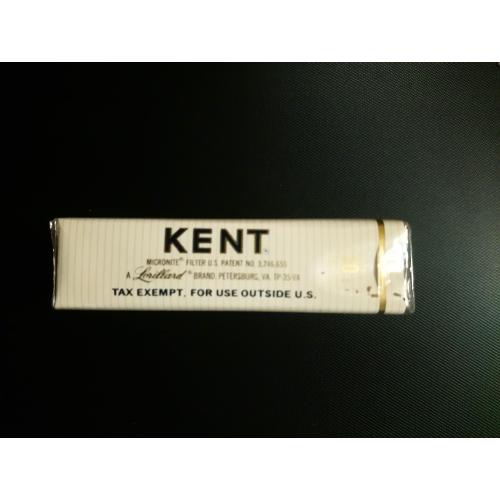 KENT
MICRONITE® FILTER U.S. PATENT NO. 3,746,655
A Lorillard® BRAND, PETERSBURG, VA. TP-35/VA
TAX EXEMPT, FOR USE OUTSIDE U.S.